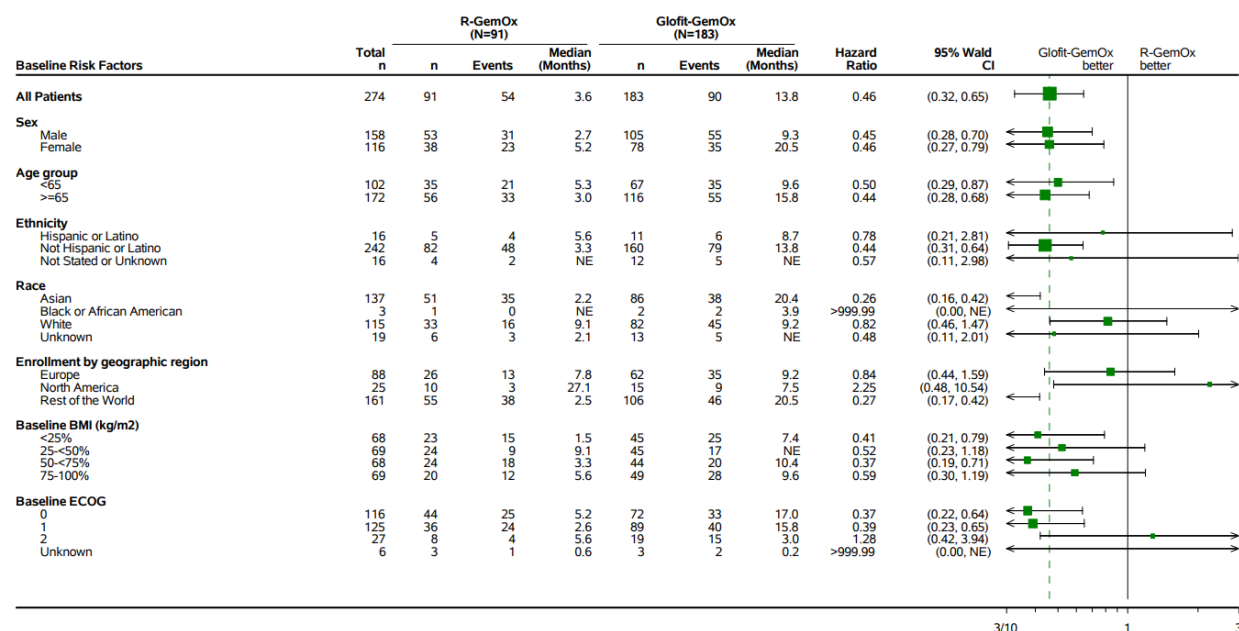 R-GemOx Glofit-GemOx
(N=91) (N=183)
Total Median Median Hazard 95% Wald Glofit-GemOx R-GemOx
Baseline Risk Factors n n Events (Months) n Events (Months) Ratio CI better better
All Patients 274 91 54 3.6 183 90 13.8 0.46 (0.32, 0.65)
Sex
Male 158 53 31 2.7 105 55 9.3 0.45 (0.28, 0.70)
Female 116 38 23 5.2 78 35 20.5 0.46 (0.27, 0.79)
Age group
<65 102 35 21 5.3 67 35 9.6 0.50 (0.29, 0.87)
>=65 172 56 33 3.0 116 55 15.8 0.44 (0.28, 0.68)
Ethnicity
Hispanic or Latino 16 5 4 5.6 11 6 8.7 0.78 (0.21, 2.81)
Not Hispanic or Latino 242 82 48 3.3 160 79 13.8 0.44 (0.31, 0.64)
Not Stated or Unknown 16 4 2 NE 12 5 NE 0.57 (0.11, 2.98)
Race
Asian 137 51 35 2.2 86 38 20.4 0.26 (0.16, 0.42)
Black or African American 3 1 0 NE 2 2 3.9 >999.99 (0.00, NE)
White 115 33 16 9.1 82 45 9.2 0.82 (0.46, 1.47)
Unknown 19 6 3 2.1 13 5 NE 0.48 (0.11, 2.01)
Enrollment by geographic region
Europe 88 26 13 7.8 62 35 9.2 0.84 (0.44, 1.59)
North America 25 10 3 27.1 15 9 7.5 2.25 (0.48, 10.54)
Rest of the World 161 55 38 2.5 106 46 20.5 0.27 (0.17, 0.42)
Baseline BMI (kg/m2)
<25% 68 23 15 1.5 45 25 7.4 0.41 (0.21, 0.79)
25-<50% 69 24 9 9.1 45 17 NE 0.52 (0.23, 1.18)
50-<75% 68 24 18 3.3 44 20 10.4 0.37 (0.19, 0.71)
75-100% 69 20 12 5.6 49 28 9.6 0.59 (0.30, 1.19)
Baseline ECOG
0 116 44 25 5.2 72 33 17.0 0.37 (0.22, 0.64)
1 125 36 24 2.6 89 40 15.8 0.39 (0.23, 0.65)
2 27 8 4 5.6 19 15 3.0 1.28 (0.42, 3.94)
Unknown 6 3 1 0.6 3 2 0.2 >999.99 (0.00, NE)
3/10 1 3